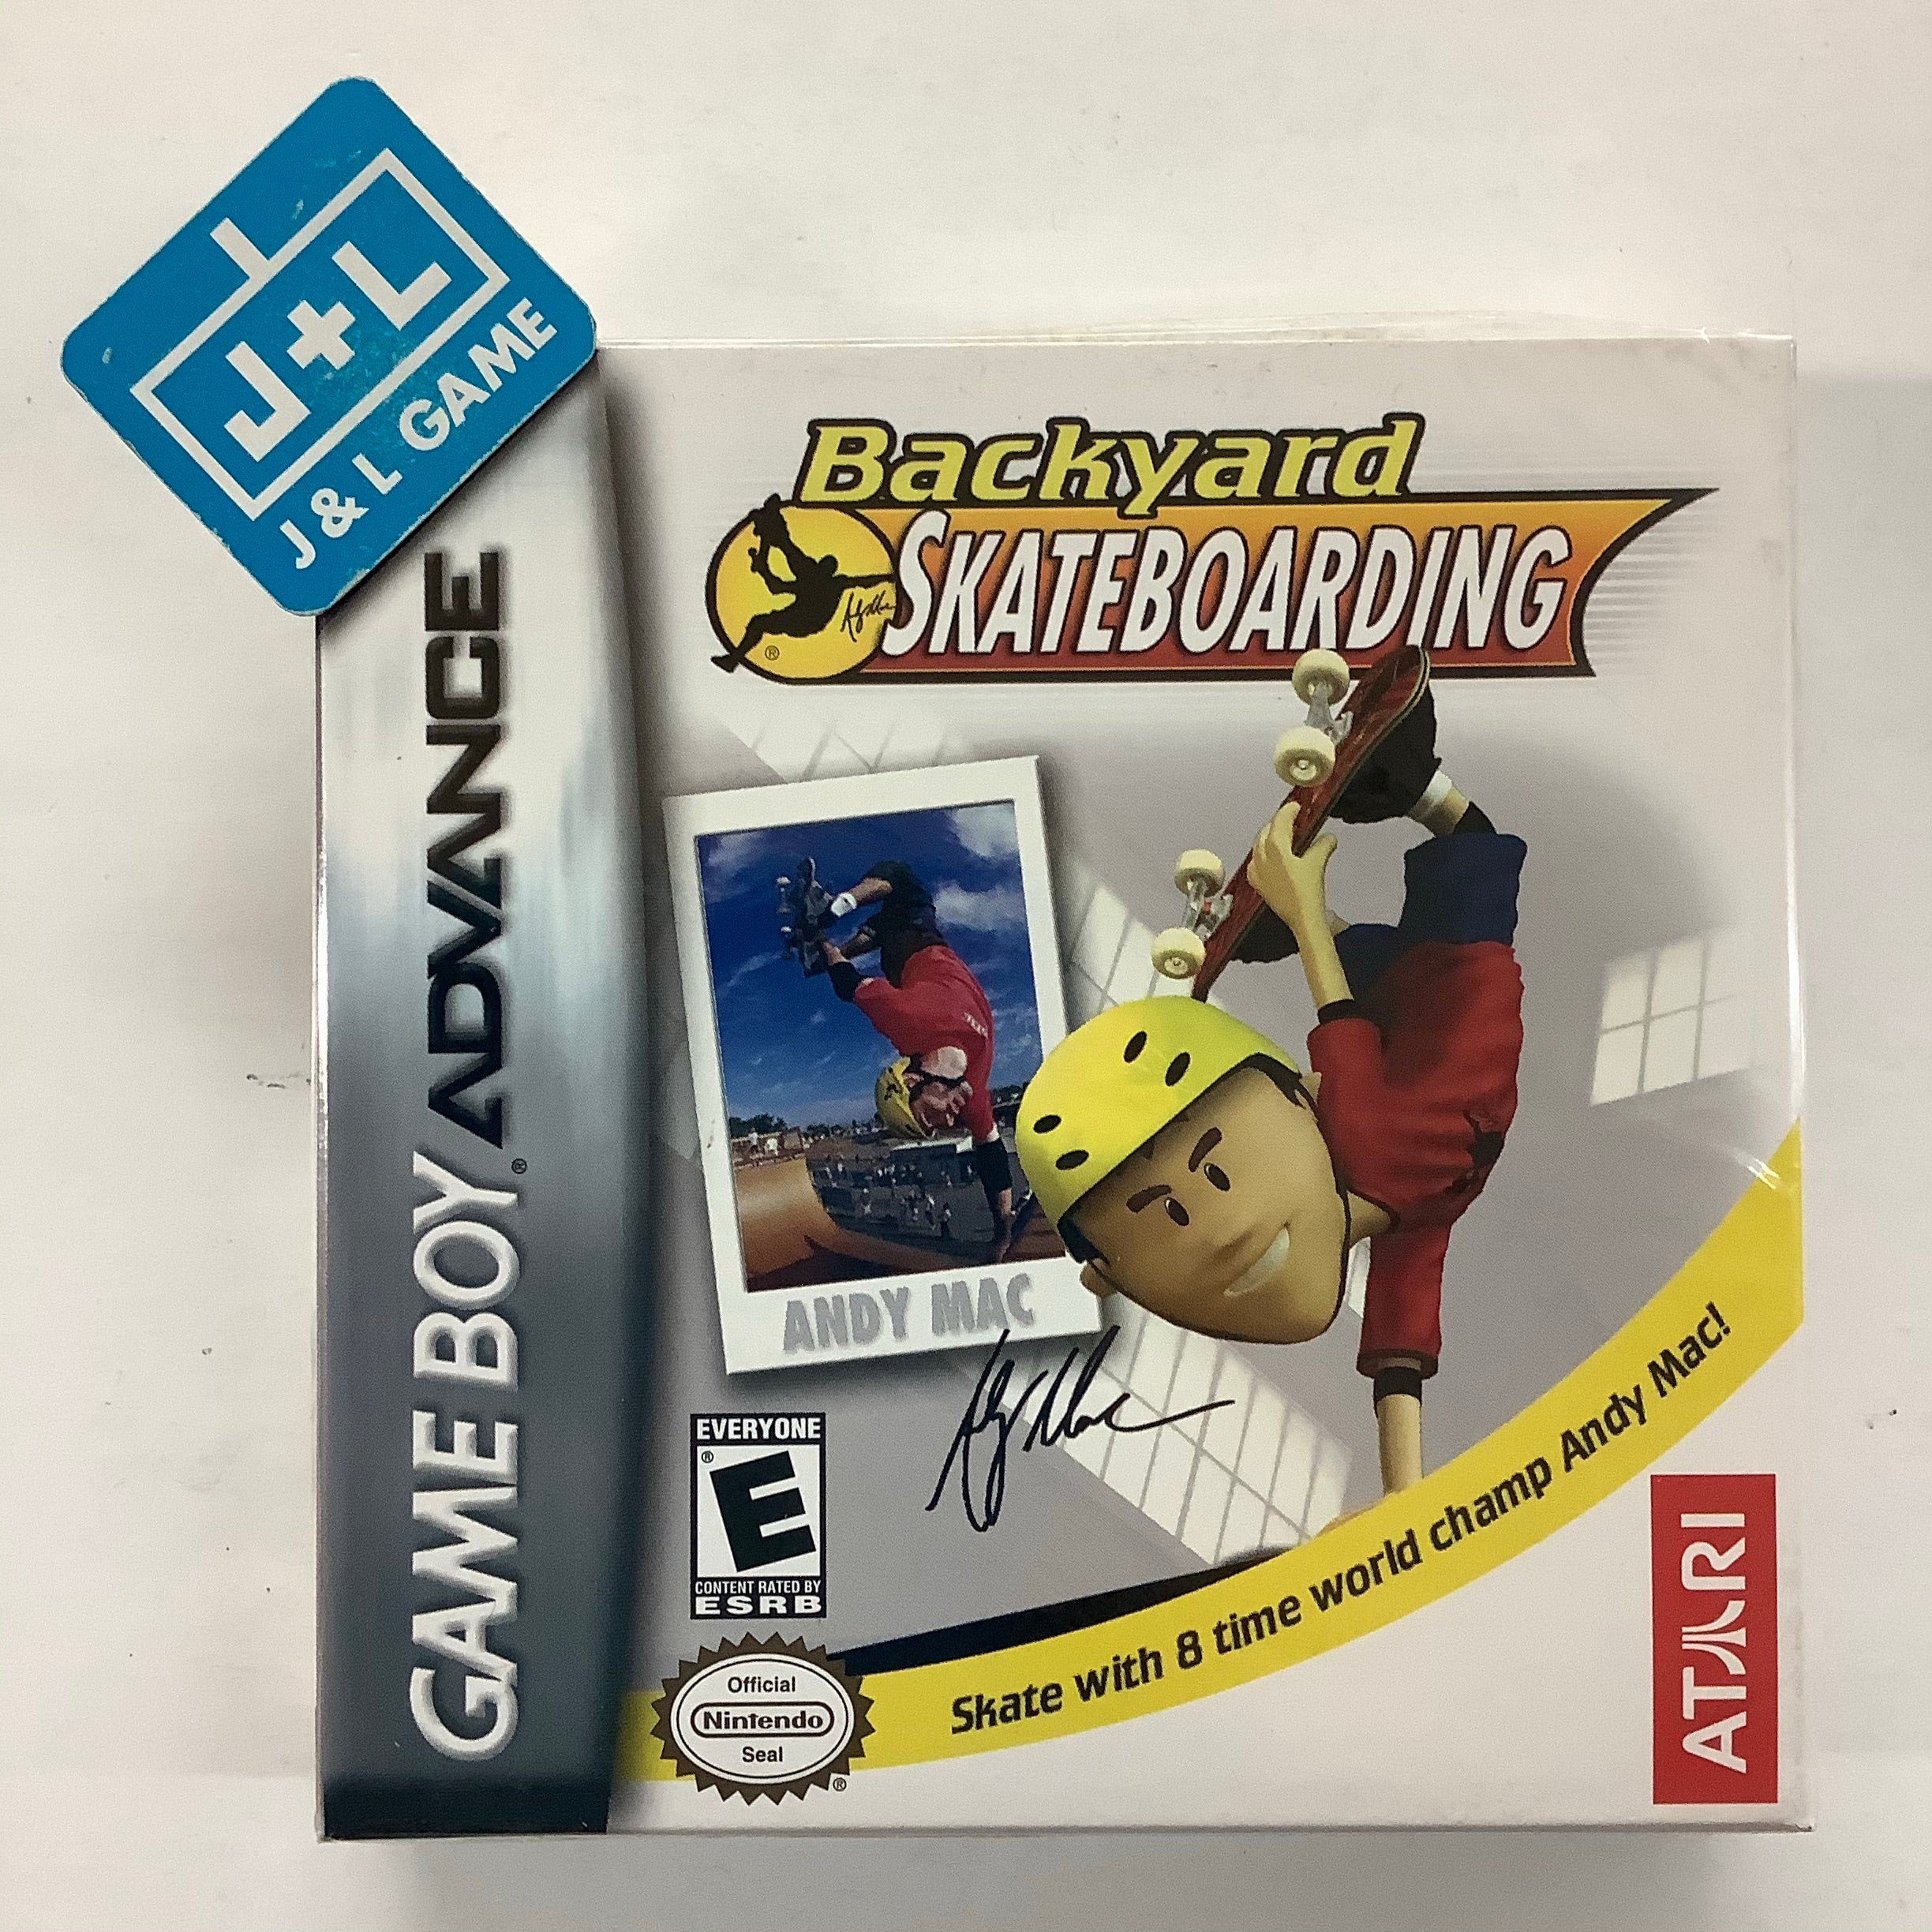 J+L
J & L GAME
GAME BOY ADVANCE
®
Backyard
SKATEBOARDING
®
ANDY MAC
EVERYONE
®
E
CONTENT RATED BY
ESRB
Official
Nintendo
Seal
®
Skate with 8 time world champ Andy Mac!
ATARI